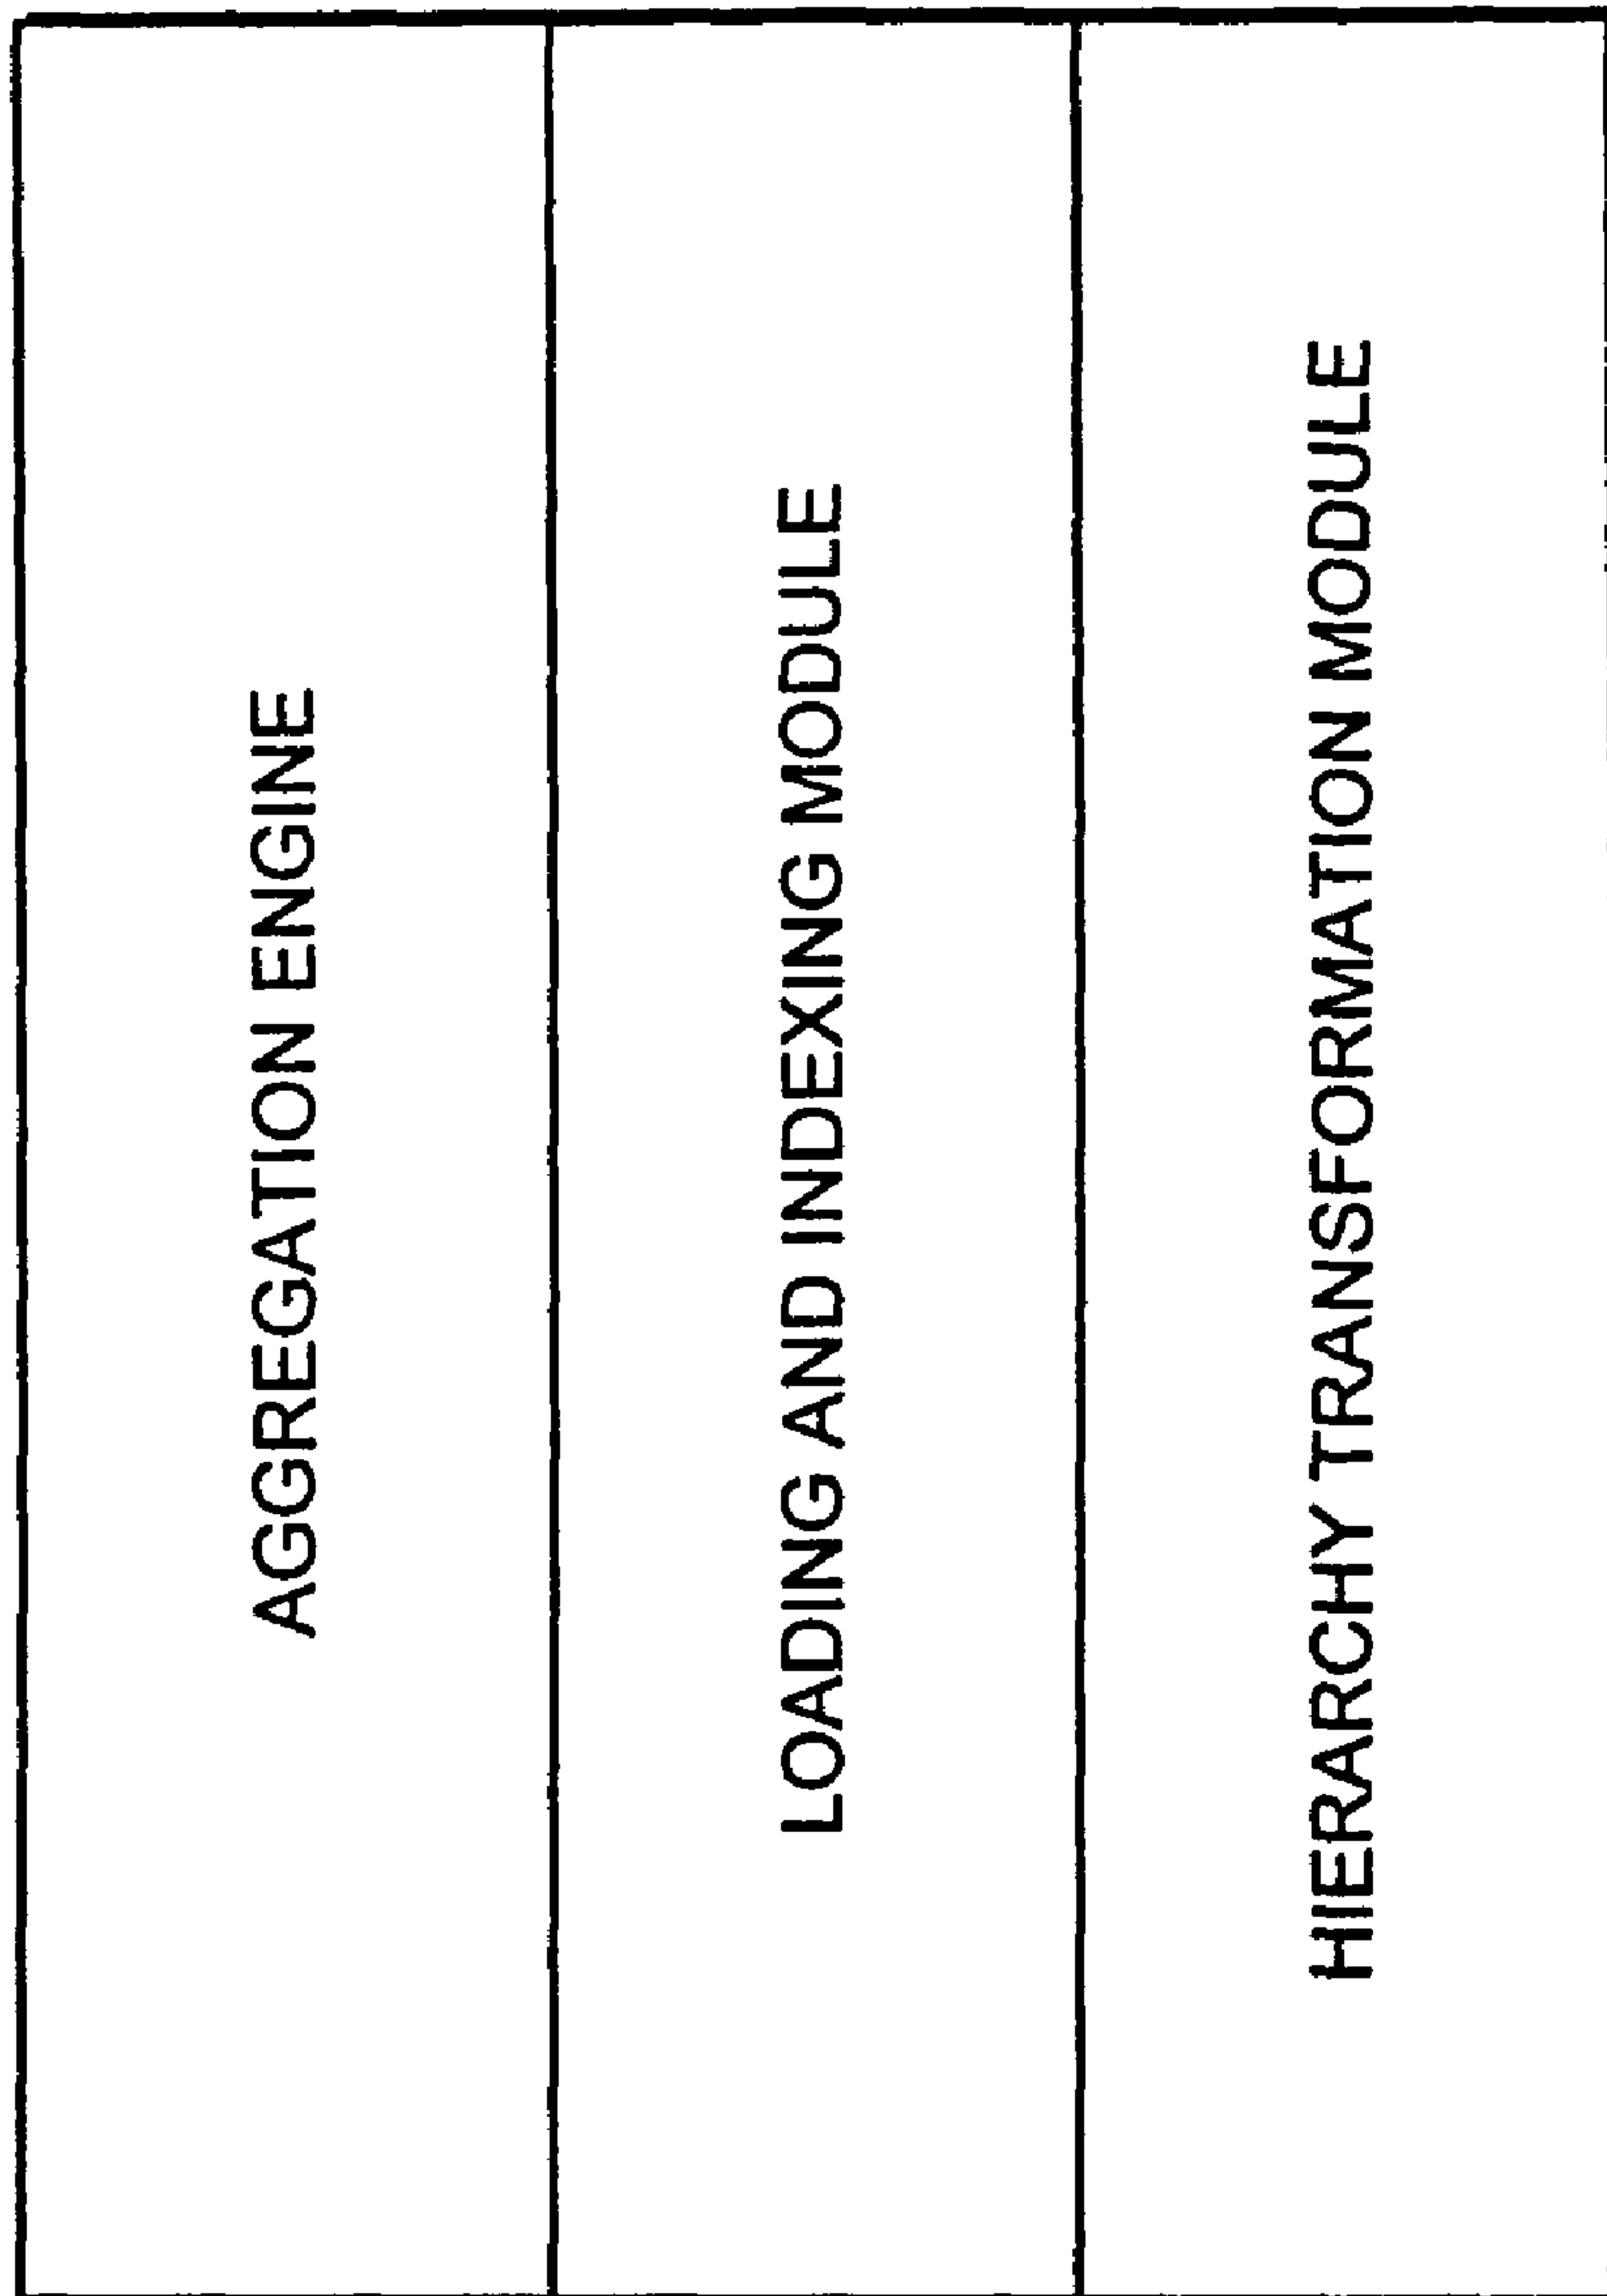 AGGREGATION ENGINE
LOADING AND INDEXING MODULE
HIERARCHY TRANSFORMATION MODULE